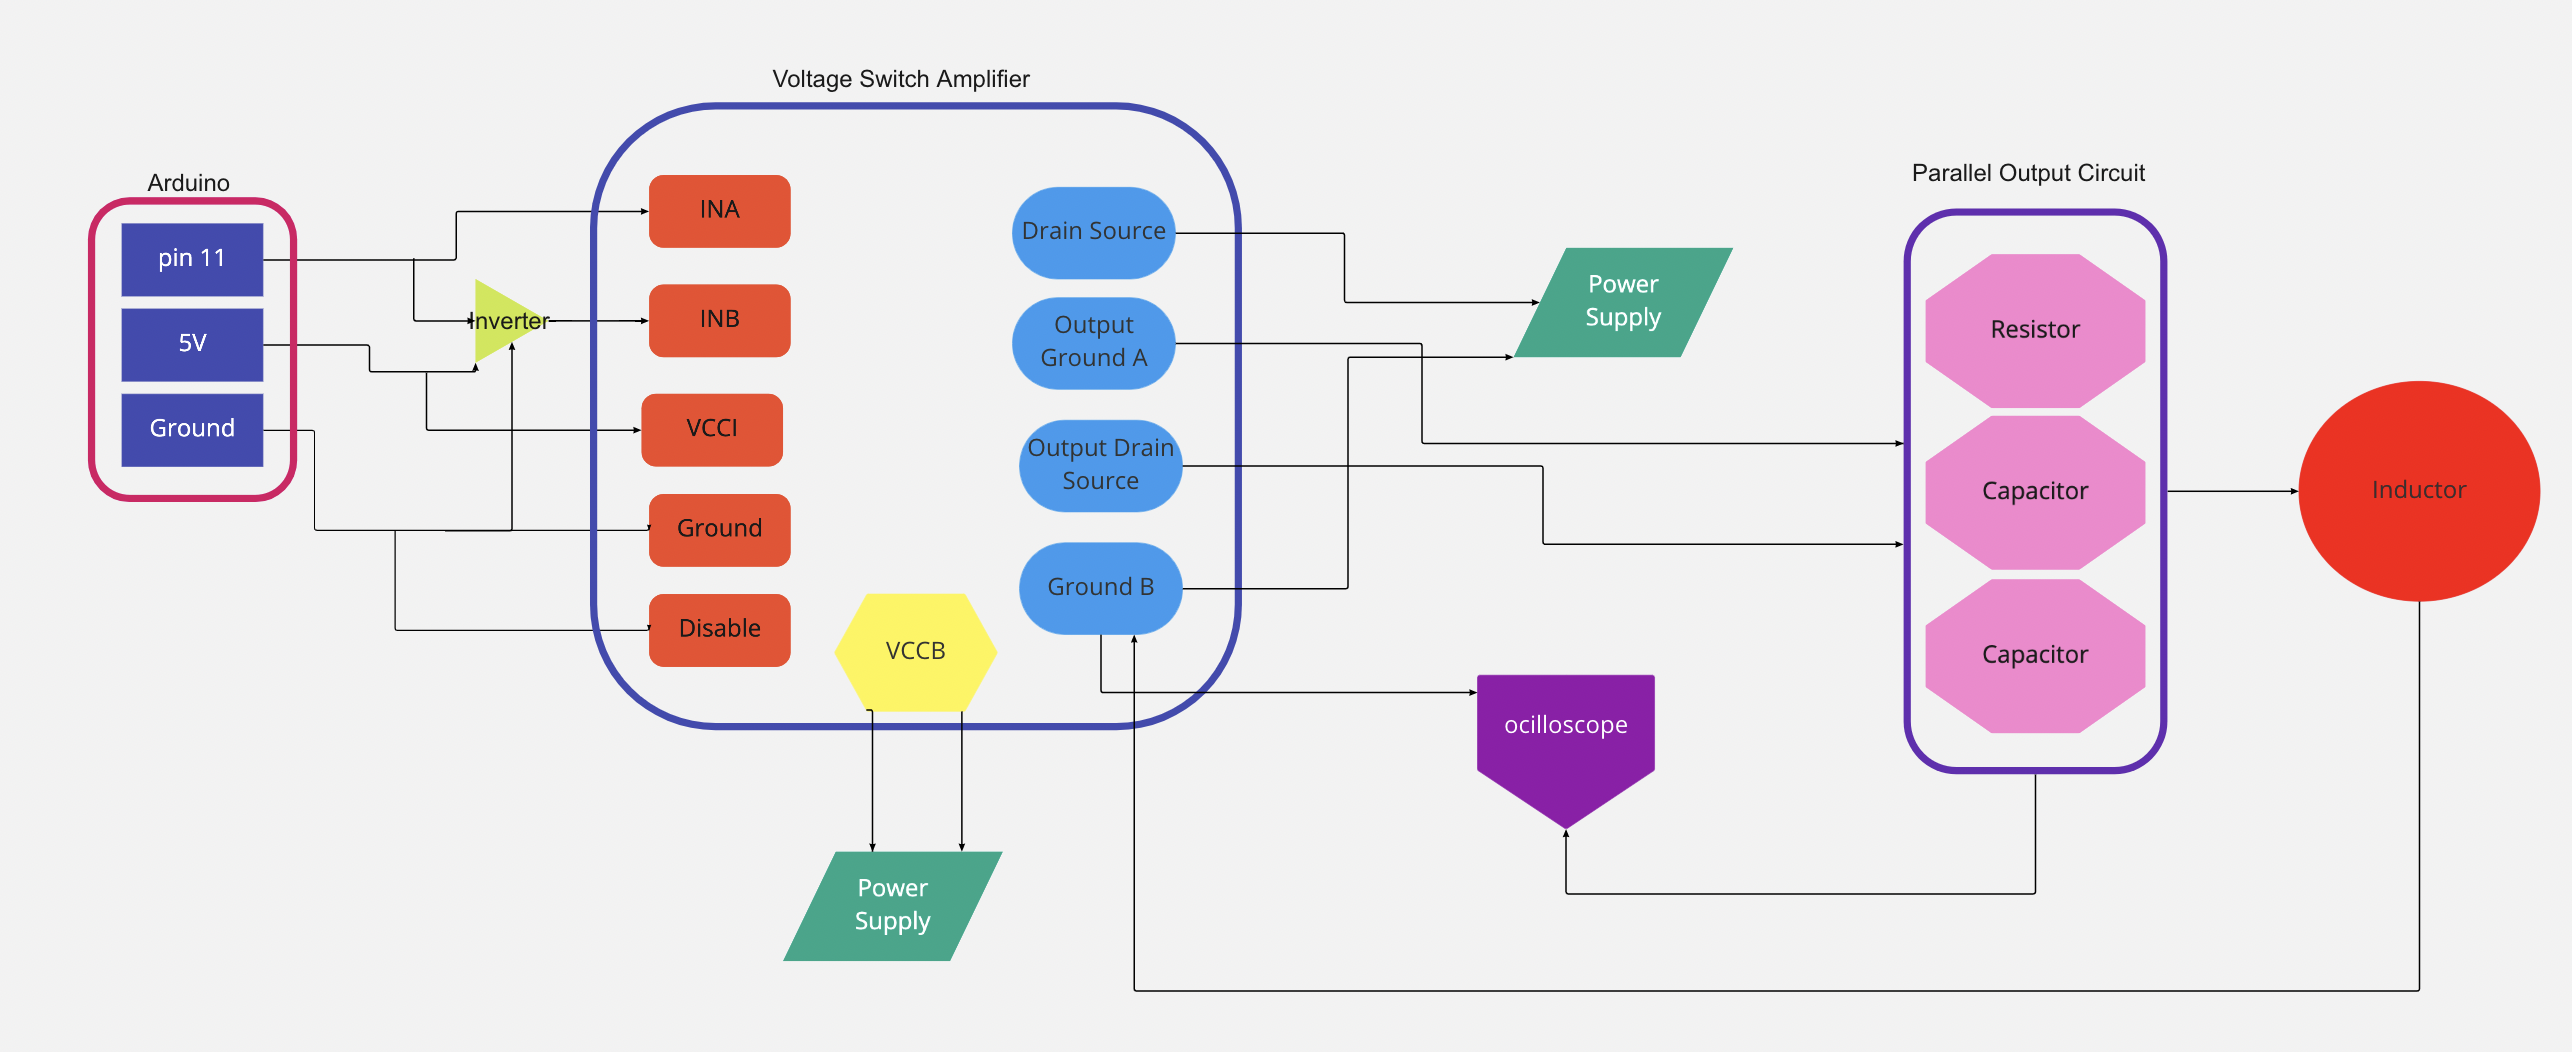 Voltage Switch Amplifier
Arduino
pin 11
5V
Ground
Inverter
INA
INB
VCCI
Ground
Disable
VCCB
Drain Source
Output
Ground A
Output Drain
Source
Ground B
Power
Supply
Power
Supply
ocilloscope
Parallel Output Circuit
Resistor
Capacitor
Capacitor
Inductor